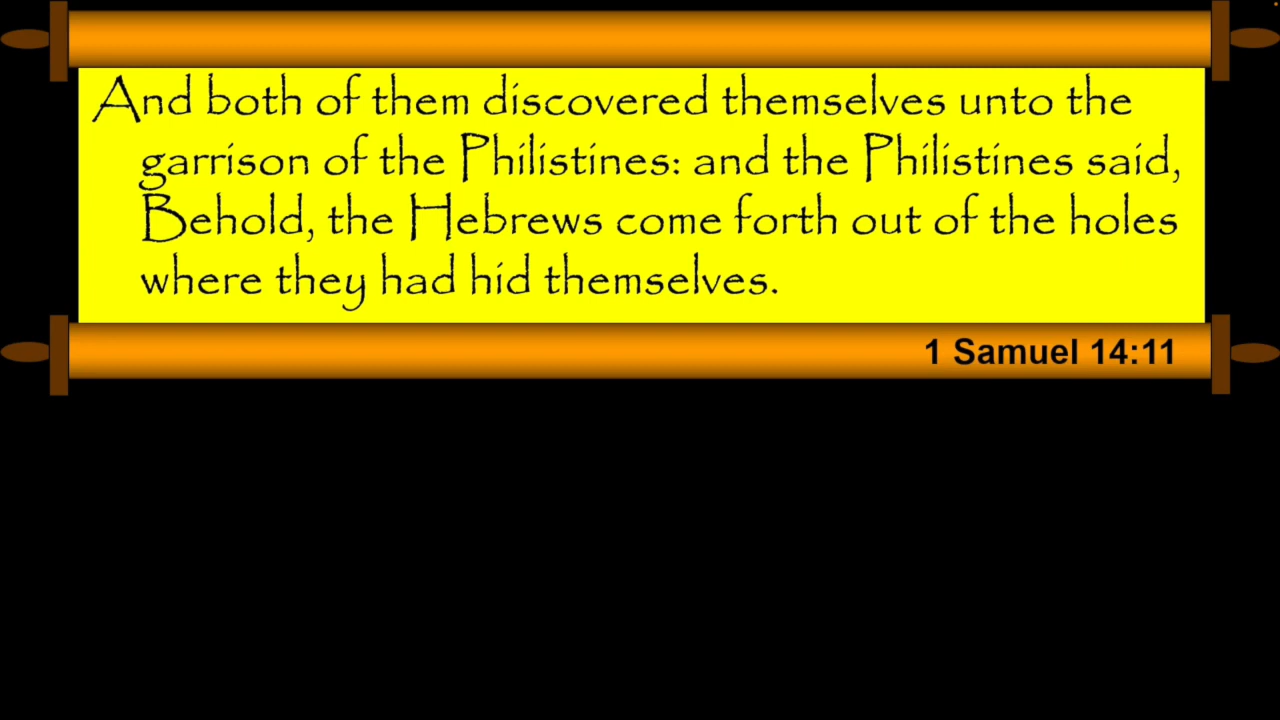 And both of them discovered themselves unto the
garrison of the Philistines: and the Philistines said,
Behold, the Hebrews come forth out of the holes
where they had hid themselves.
1 Samuel 14:11